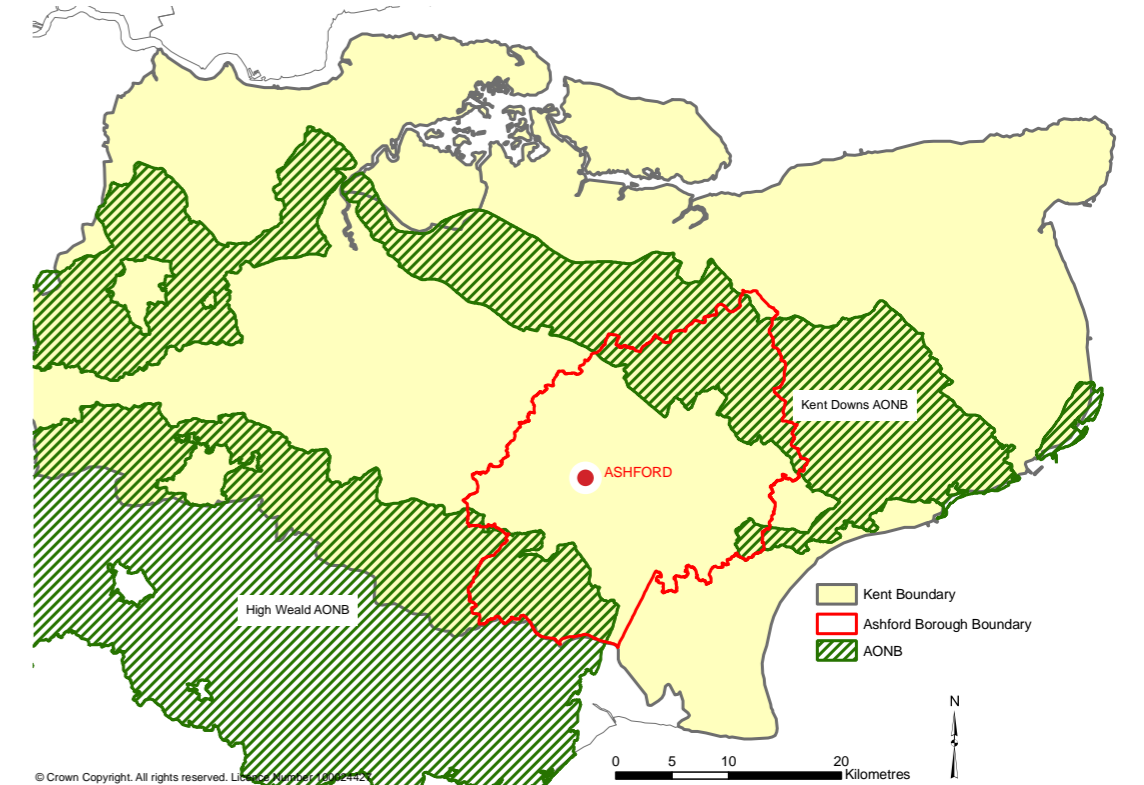 Kent Downs AONB
ASHFORD
High Weald AONB
Kent Boundary
Ashford Borough Boundary
AONB
N
0 5 10 20
Kilometres
© Crown Copyright. All rights reserved. Licence Number 100024427